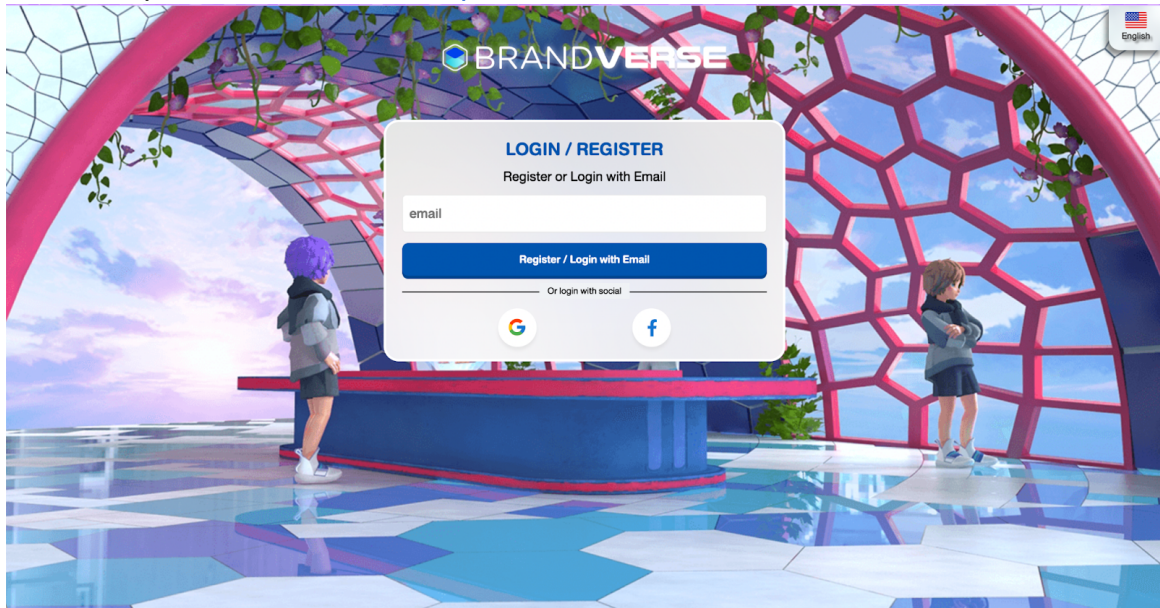 English
BRANDVERSE
LOGIN / REGISTER
Register or Login with Email
email
Register / Login with Email
Or login with social
G
f